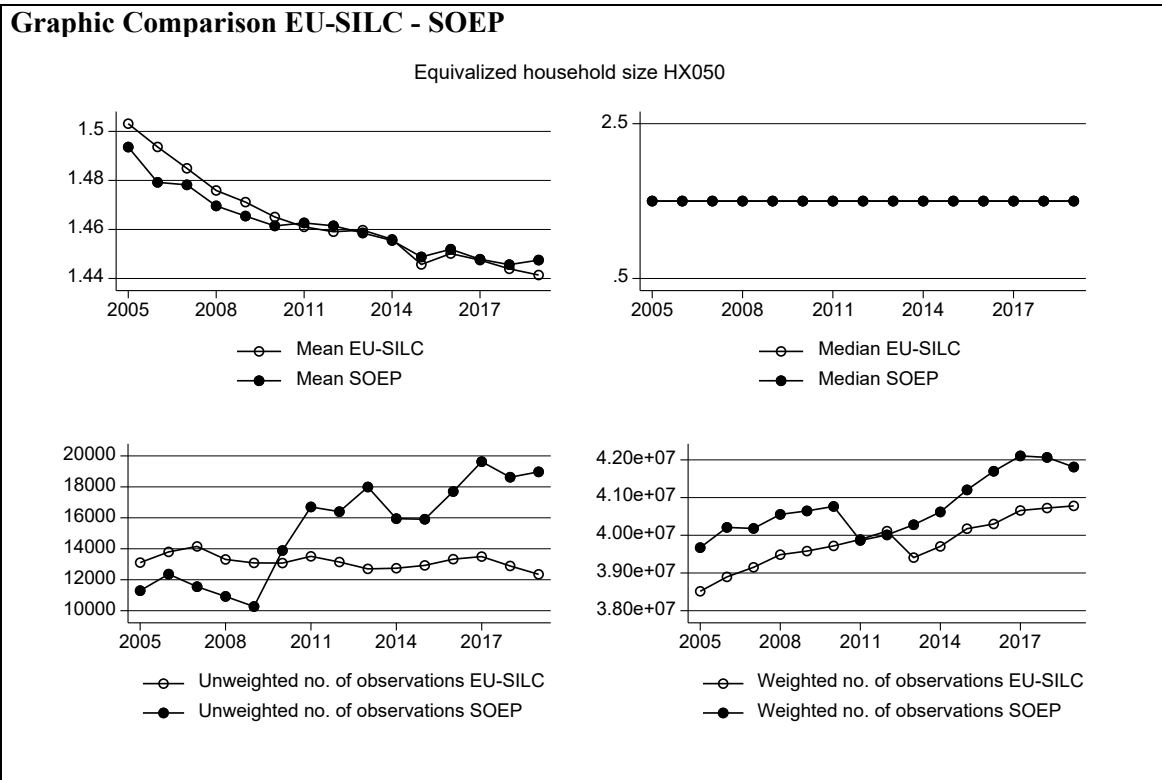 Graphic Comparison EU-SILC - SOEP
Equivalized household size HX050
1.5
1.48
1.46
1.44
2005 2008 2011 2014 2017
Mean EU-SILC
Mean SOEP
2.5
.5
2005 2008 2011 2014 2017
Median EU-SILC
Median SOEP
20000
18000
16000
14000
12000
10000
2005 2008 2011 2014 2017
Unweighted no. of observations EU-SILC
Unweighted no. of observations SOEP
4.20e+07
4.10e+07
4.00e+07
3.90e+07
3.80e+07
2005 2008 2011 2014 2017
Weighted no. of observations EU-SILC
Weighted no. of observations SOEP